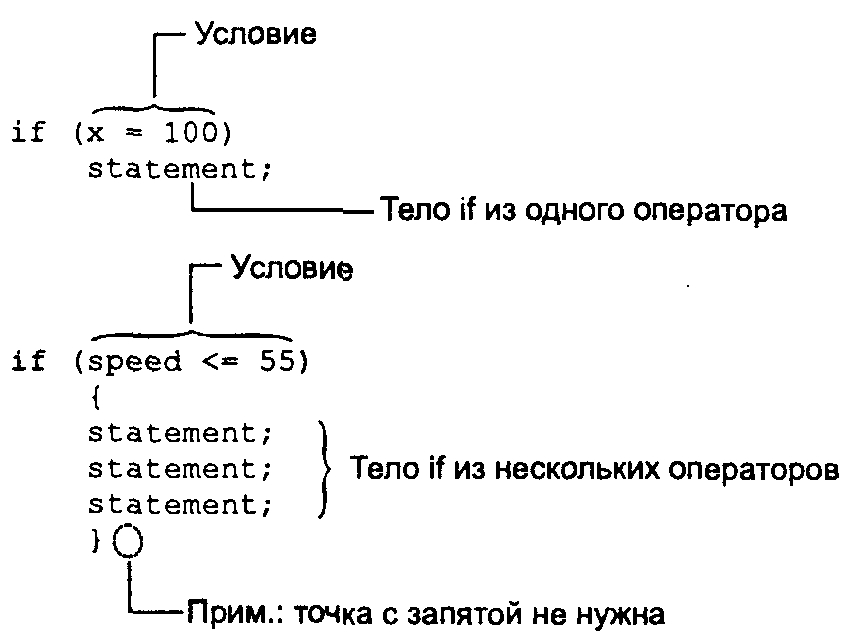 Условие
if (x = 100)
statement;
Тело if из одного оператора
Условие
if (speed <= 55)
{
statement;
statement;
statement;
Тело if из нескольких операторов
}
Прим.: точка с запятой не нужна